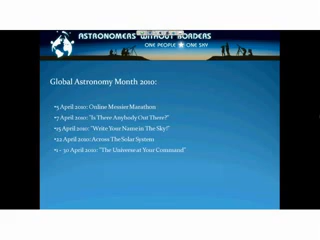 ASTRONOMERS WITHOUT BORDERS
ONE PEOPLE ONE SKY
Global Astronomy Month 2010:
•5 April 2010: Online Messier Marathon
•7 April 2010: "Is There Anybody Out There?"
•15 April 2010: "Write Your Name in The Sky!"
•22 April 2010: Across The Solar System
•1 - 30 April 2010: "The Universe at Your Command"